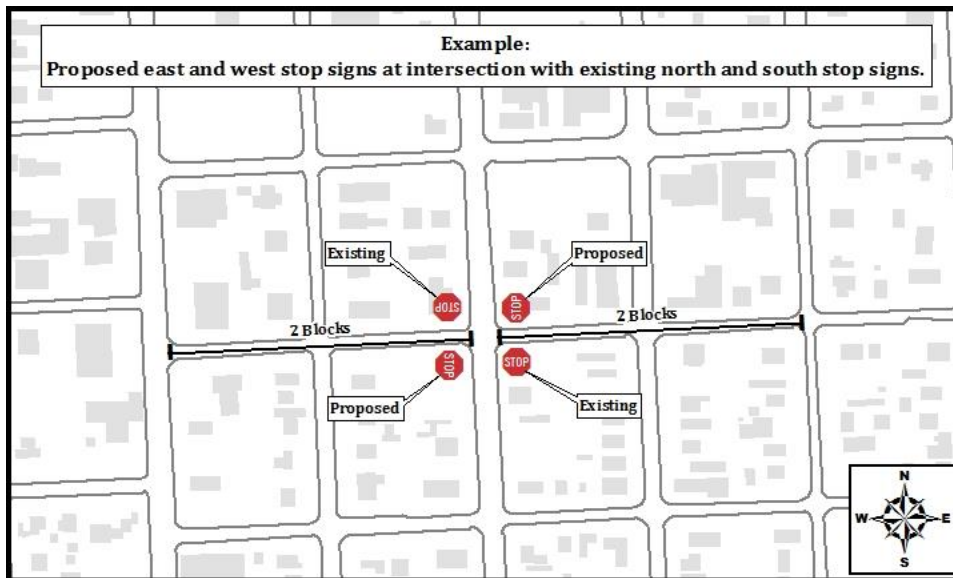 Example:
Proposed east and west stop signs at intersection with existing north and south stop signs.
Existing
Proposed
STOP
STOP
2 Blocks
2 Blocks
STOP
STOP
Proposed
Existing
N
W
E
S